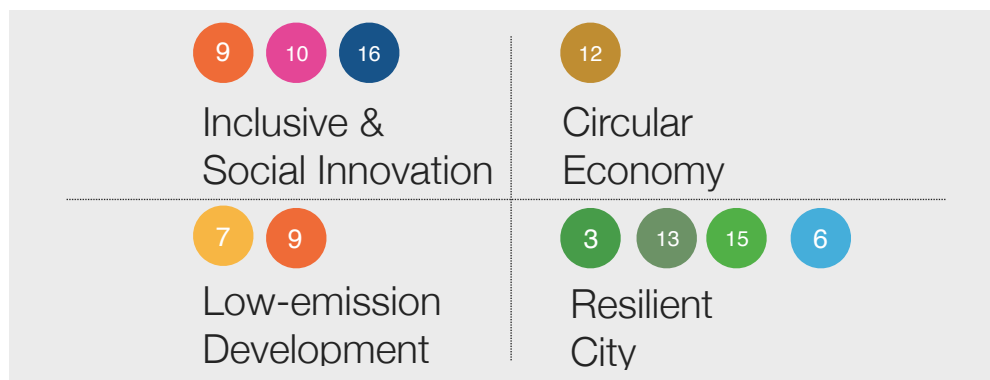 9 10 16
Inclusive &
Social Innovation
12
Circular
Economy
7 9
Low-emission
Development
3 13 15 6
Resilient
City